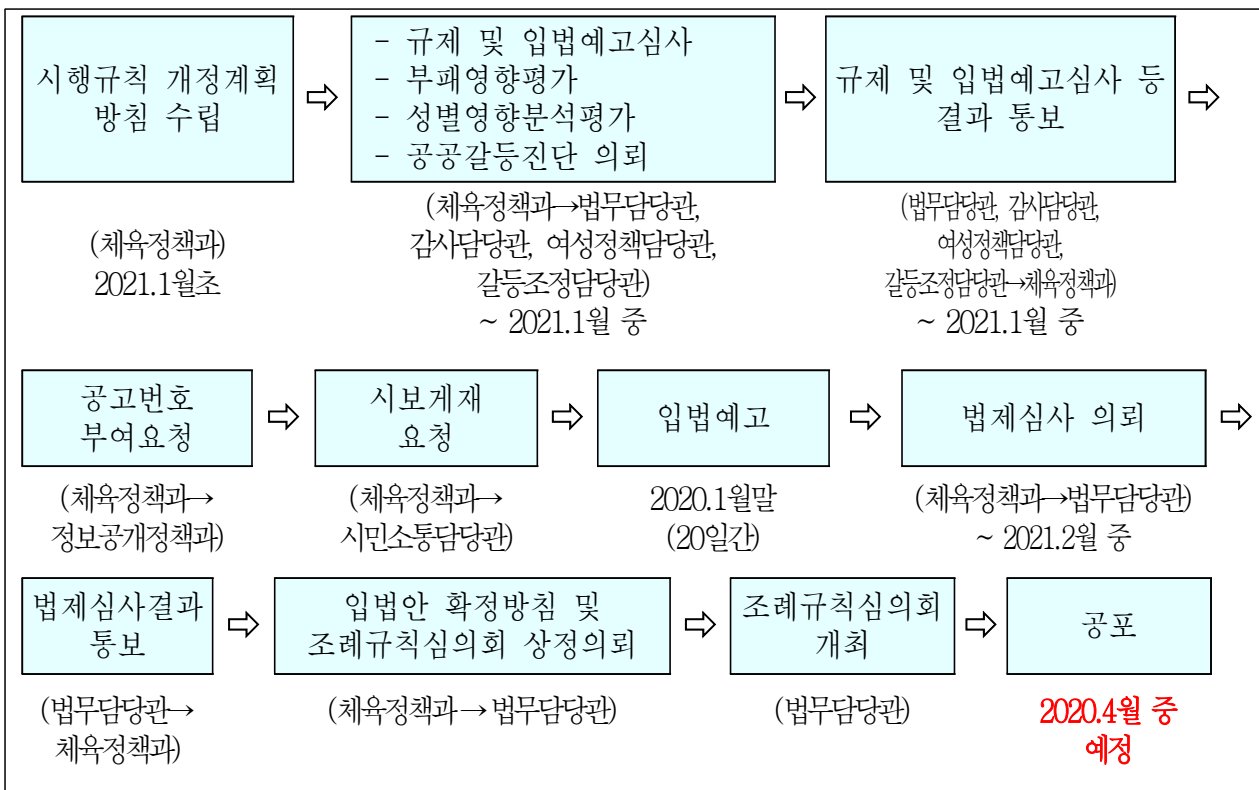 시행규칙 개정계획
방침 수립
⇨
- 규제 및 입법예고심사
- 부패영향평가
- 성별영향분석평가
- 공공갈등진단 의뢰
⇨
규제 및 입법예고심사 등
결과 통보
⇨
(체육정책과)
2021.1월초
(체육정책과→법무담당관,
감사담당관, 여성정책담당관,
갈등조정담당관)
~ 2021.1월 중
(법무담당관, 감사담당관,
여성정책담당관,
갈등조정담당관→체육정책과)
~ 2021.1월 중
공고번호
부여요청
⇨
시보게재
요청
⇨
입법예고
⇨
법제심사 의뢰
⇨
(체육정책과→
정보공개정책과)
(체육정책과→
시민소통담당관)
2020.1월말
(20일간)
(체육정책과→법무담당관)
~ 2021.2월 중
법제심사결과
통보
⇨
입법안 확정방침 및
조례규칙심의회 상정의뢰
⇨
조례규칙심의회
개최
⇨
공포
(법무담당관→
체육정책과)
(체육정책과→법무담당관)
(법무담당관)
2020.4월 중
예정